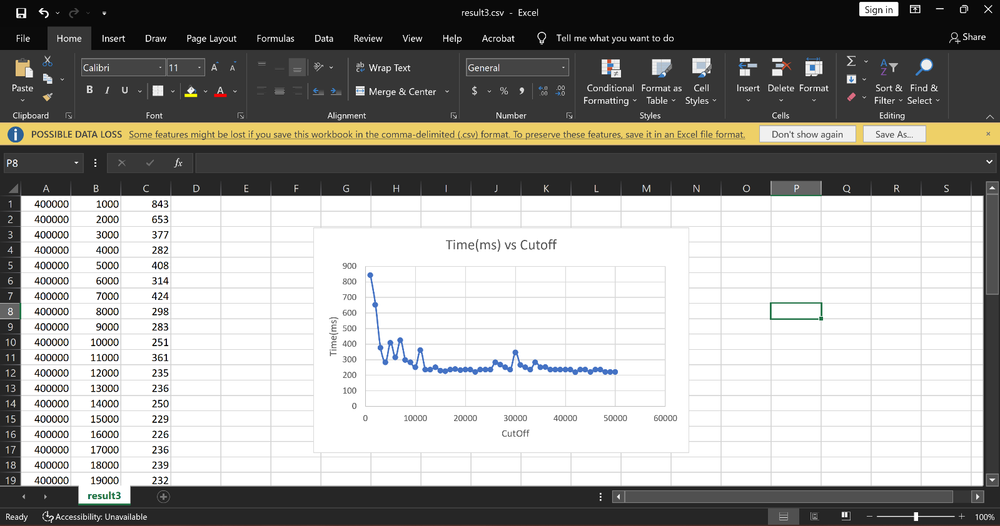 result3.csv - Excel
Sign in
File Home Insert Draw Page Layout Formulas Data Review View Help Acrobat Tell me what you want to do Share
Calibri 11 Wrap Text General
Paste B I U Merge & Center $ % Conditional Formatting Format as Table Cell Styles Insert Delete Format Sort & Filter Find & Select
Clipboard Font Alignment Number Styles Cells Editing
POSSIBLE DATA LOSS Some features might be lost if you save this workbook in the comma-delimited (.csv) format. To preserve these features, save it in an Excel file format. Don't show again Save As...
P8 fx
A B C D E F G H I J K L M N O P Q R S
1 400000 1000 843
2 400000 2000 653
3 400000 3000 377
4 400000 4000 282
5 400000 5000 408
6 400000 6000 314
7 400000 7000 424
8 400000 8000 298
9 400000 9000 283
10 400000 10000 251
11 400000 11000 361
12 400000 12000 235
13 400000 13000 236
14 400000 14000 250
15 400000 15000 229
16 400000 16000 226
17 400000 17000 236
18 400000 18000 239
19 400000 19000 232
Time(ms) vs Cutoff
Time(ms)
900
800
700
600
500
400
300
200
100
0
0 10000 20000 30000 40000 50000 60000
CutOff
result3
Ready Accessibility: Unavailable 100%